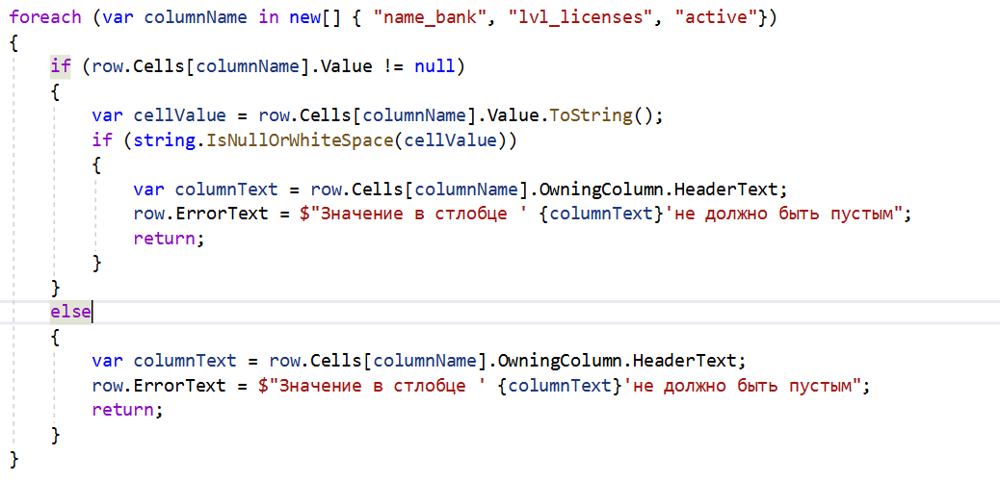 foreach (var columnName in new[] { "name_bank", "lvl_licenses", "active"})
{
if (row.Cells[columnName].Value != null)
{
var cellValue = row.Cells[columnName].Value.ToString();
if (string.IsNullOrWhiteSpace(cellValue))
{
var columnText = row.Cells[columnName].OwningColumn.HeaderText;
row.ErrorText = $"Значение в стлобце ' {columnText}'не должно быть пустым";
return;
}
}
else
{
var columnText = row.Cells[columnName].OwningColumn.HeaderText;
row.ErrorText = $"Значение в стлобце ' {columnText}'не должно быть пустым";
return;
}
}